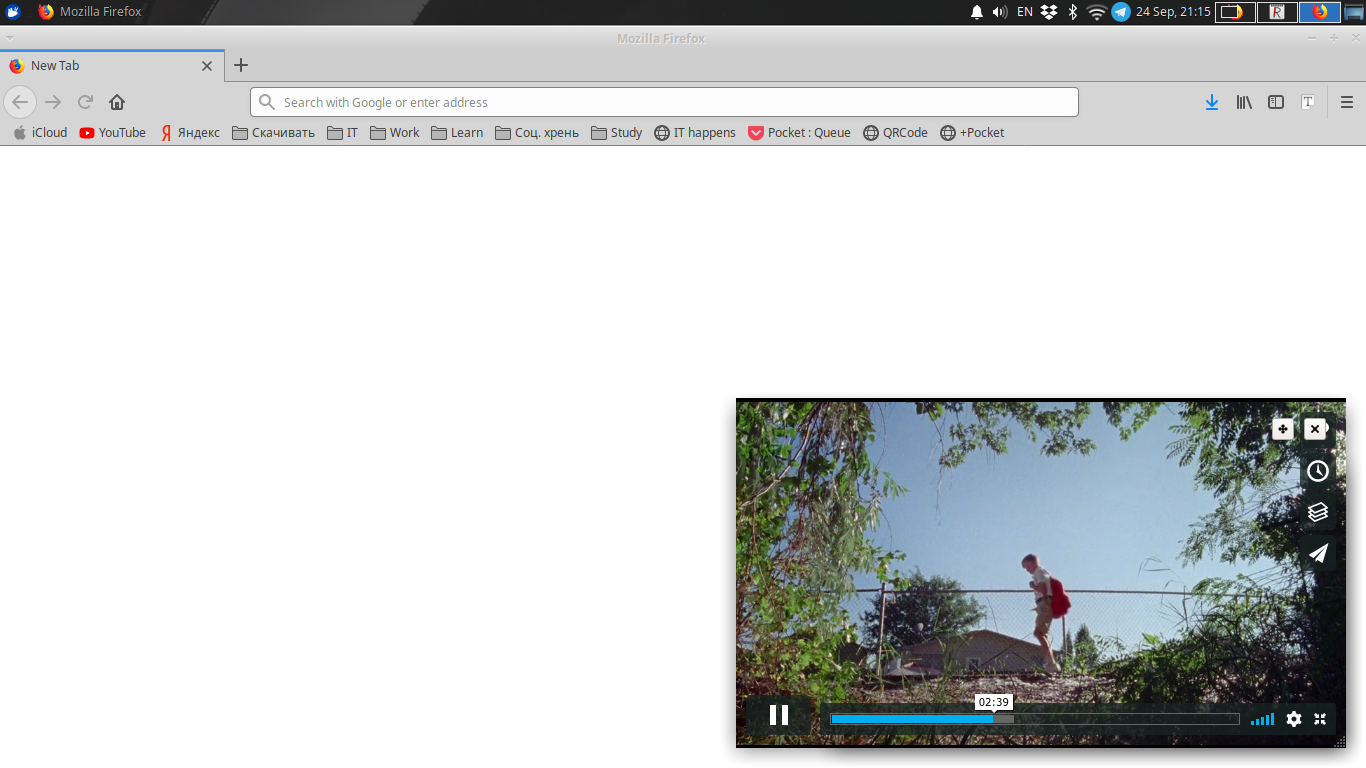 Mozilla Firefox EN 24 Sep, 21:15
Mozilla Firefox
New Tab
Search with Google or enter address
iCloud YouTube Яндекс Скачивать IT Work Learn Соц. хрень Study IT happens Pocket : Queue QRCode +Pocket
02:39